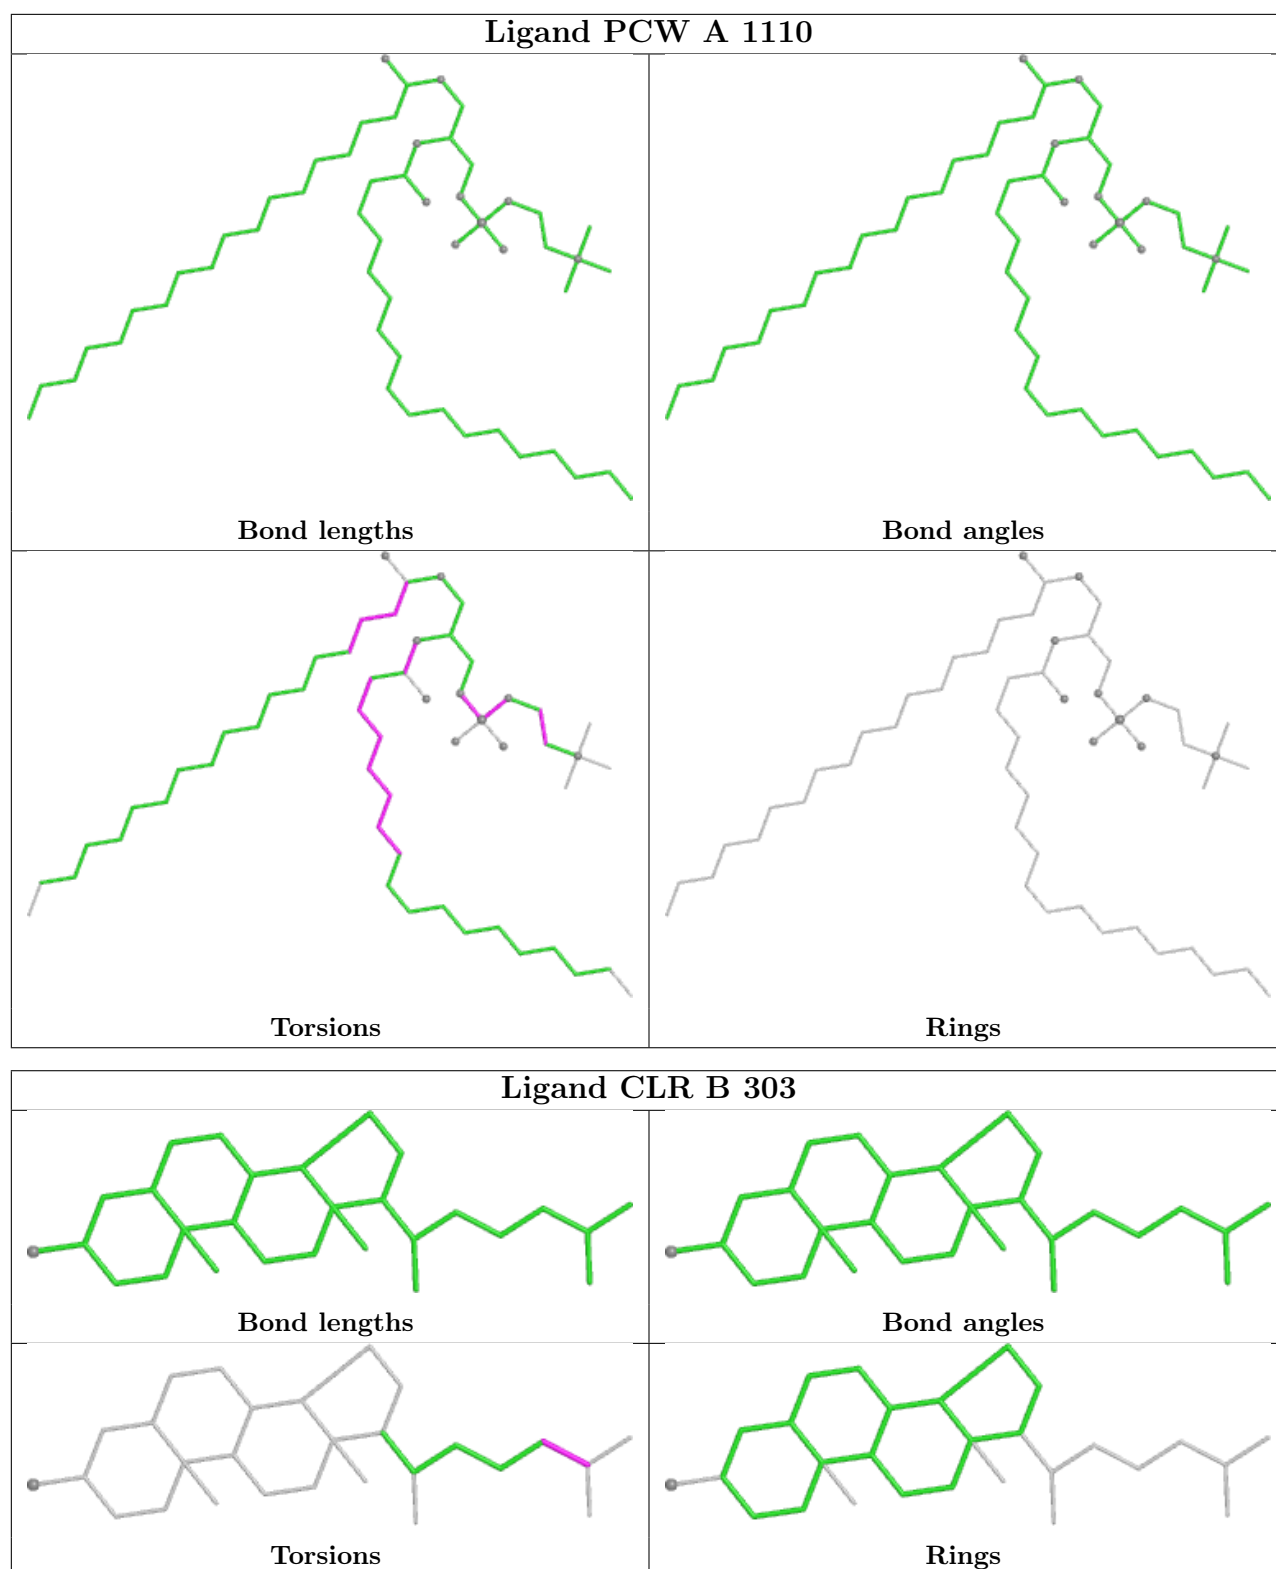 Ligand PCW A 1110
Bond lengths
Bond angles
Torsions
Rings
Ligand CLR B 303
Bond lengths
Bond angles
Torsions
Rings